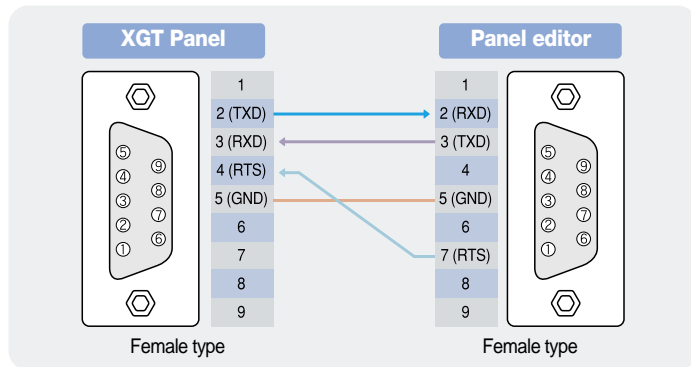 XGT Panel
Panel editor
1 1
2 (TXD) 2 (RXD)
3 (RXD) 3 (TXD)
4 (RTS) 4
5 (GND) 5 (GND)
6 6
7 7 (RTS)
8 8
9 9
⑤ ⑨ ④ ⑧ ③ ⑦ ② ⑥ ①
⑤ ⑨ ④ ⑧ ③ ⑦ ② ⑥ ①
Female type
Female type